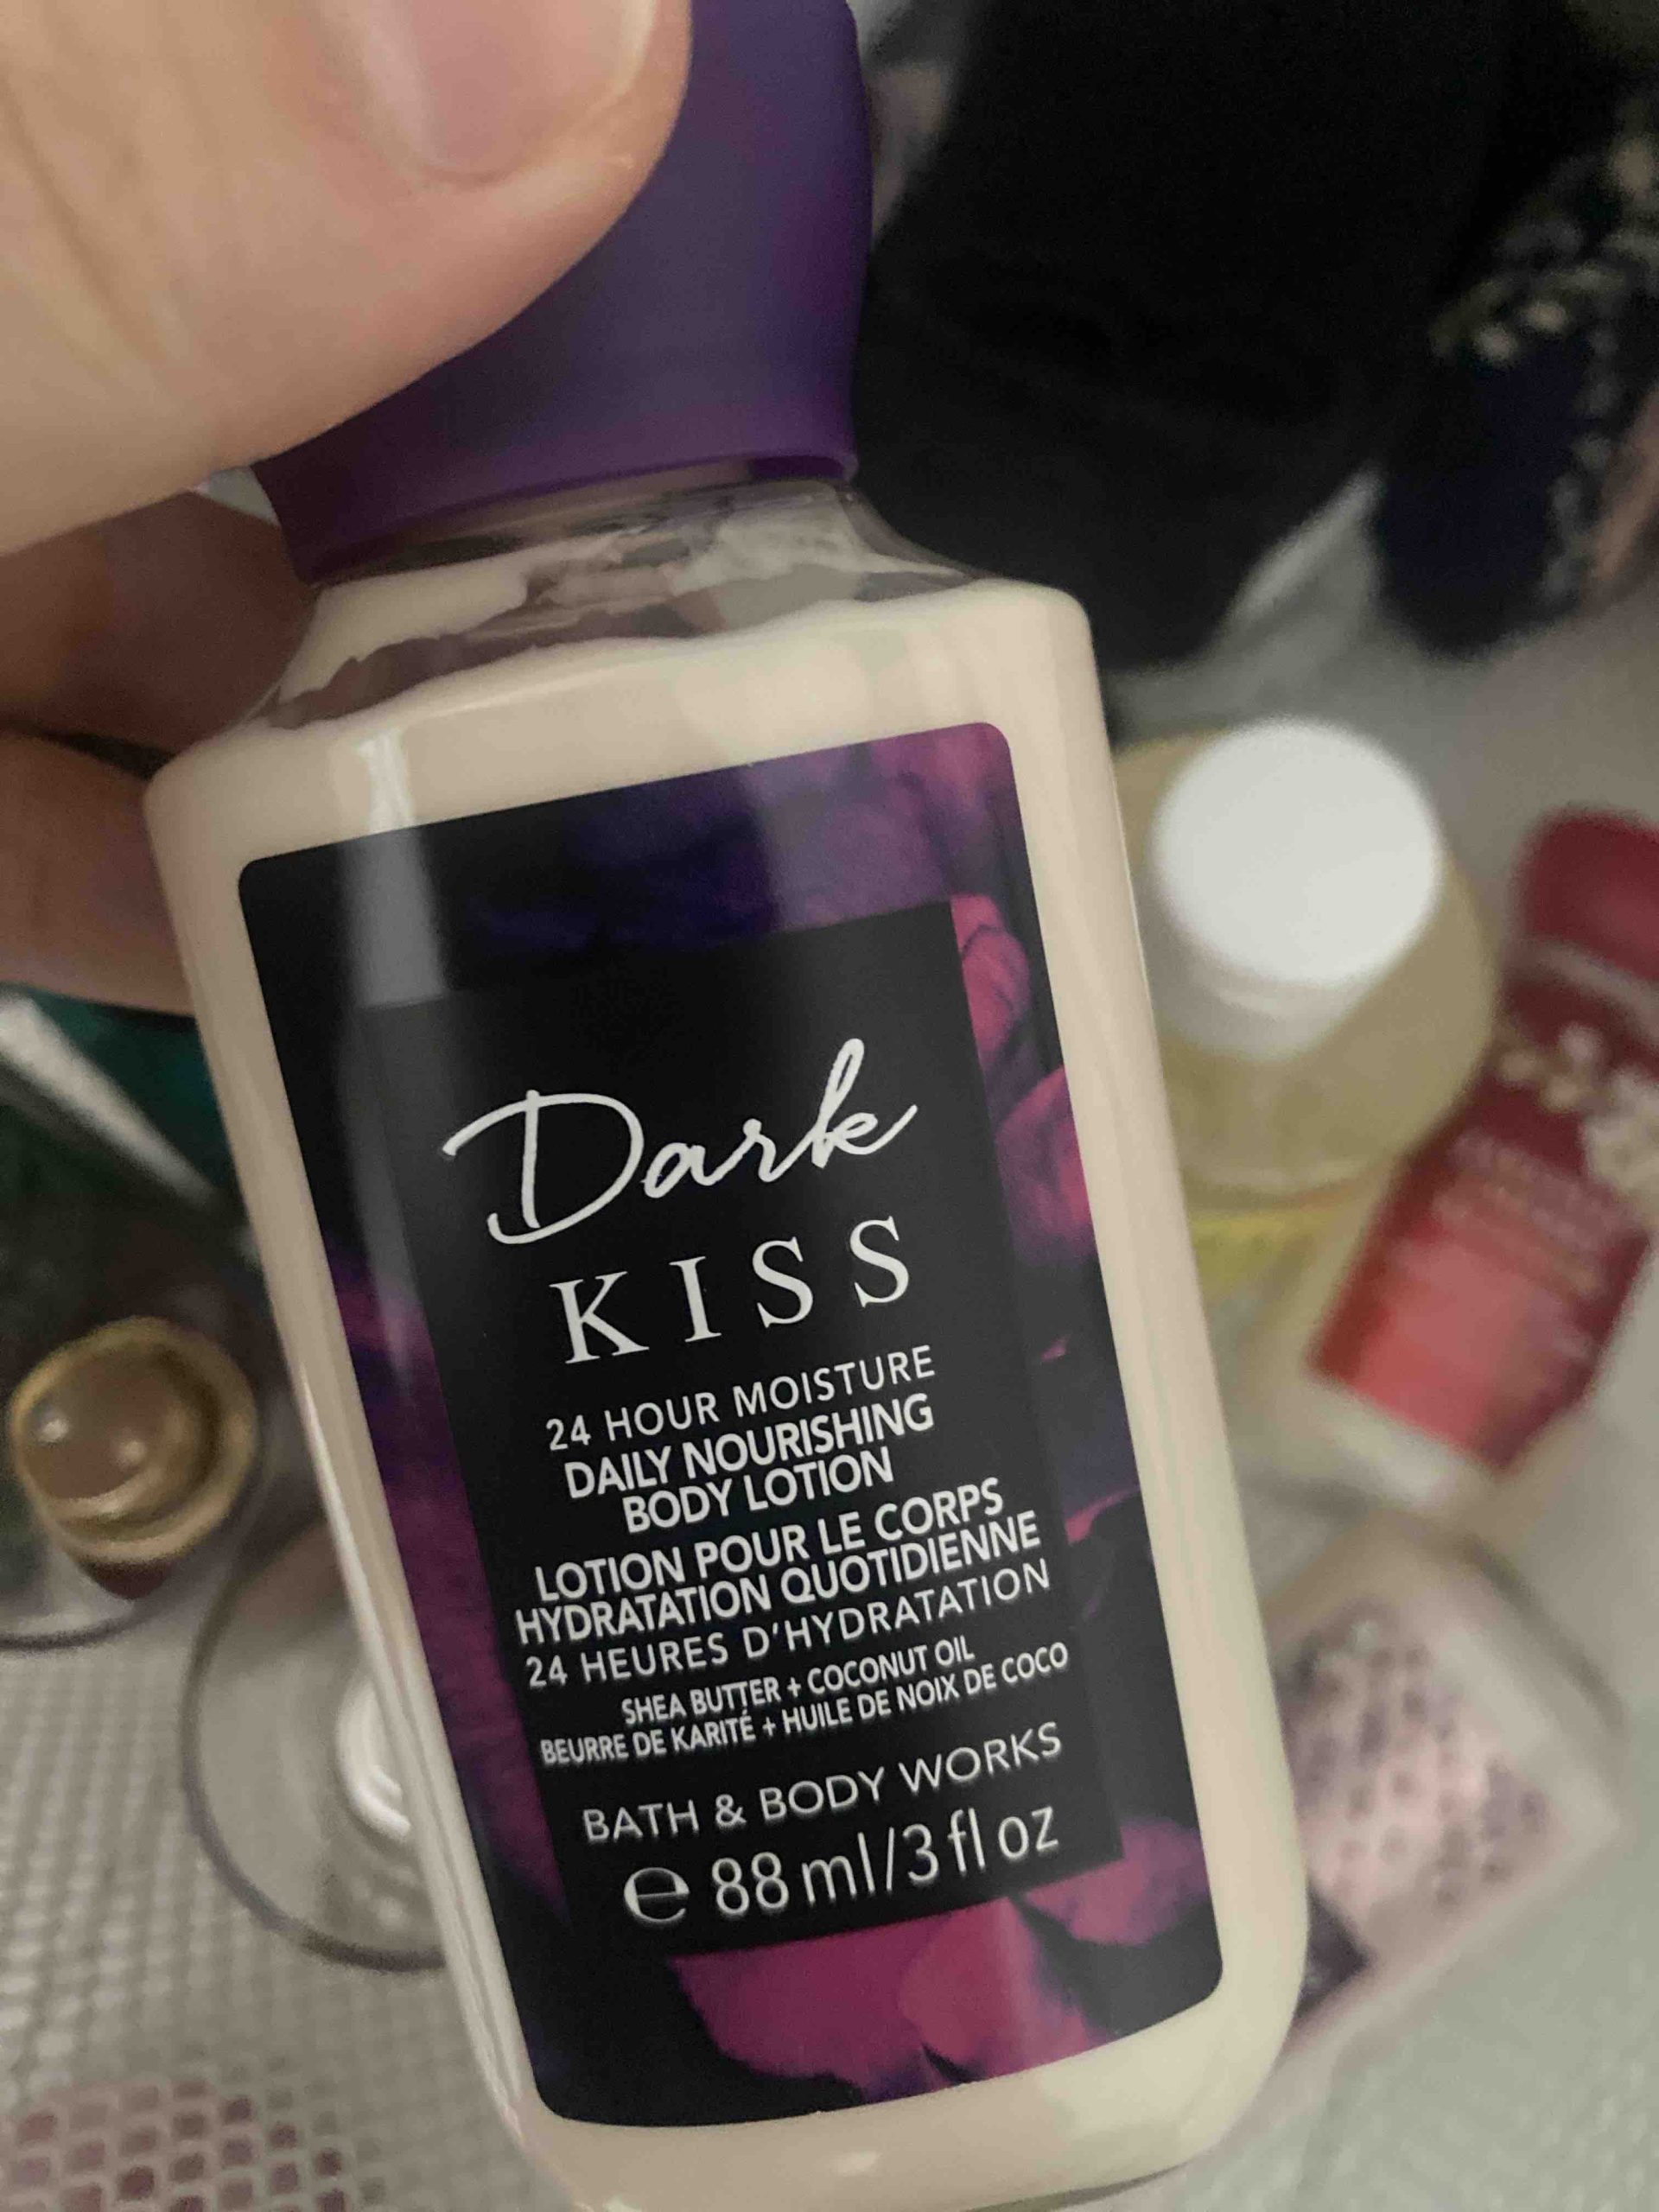 Dark
KISS
24 HOUR MOISTURE
DAILY NOURISHING
BODY LOTION
LOTION POUR LE CORPS
HYDRATATION QUOTIDIENNE
24 HEURES D'HYDRATATION
SHEA BUTTER + COCONUT OIL
BEURRE DE KARITÉ + HUILE DE NOIX DE COCO
BATH & BODY WORKS
℮ 88 ml/3 fl oz